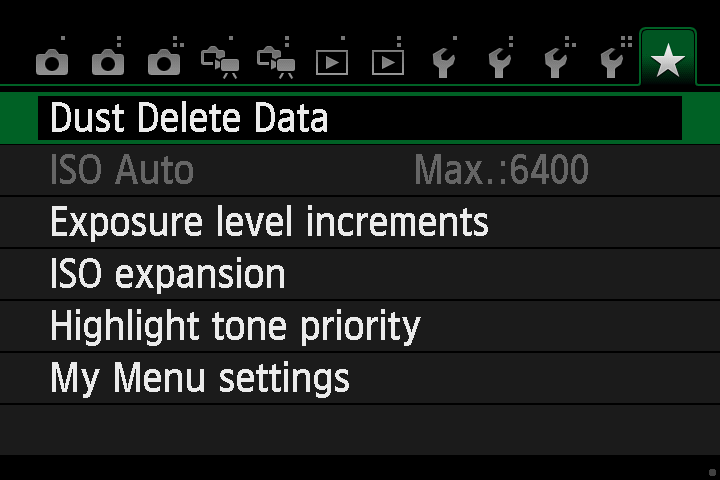 Dust Delete Data
ISO Auto Max.:6400
Exposure level increments
ISO expansion
Highlight tone priority
My Menu settings